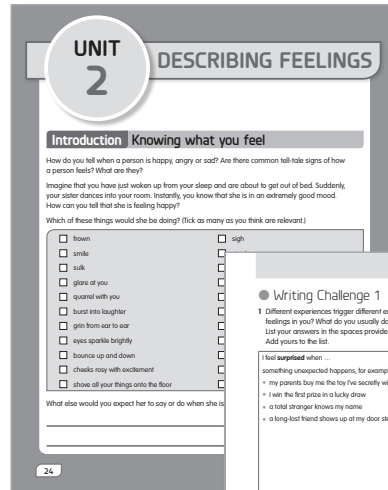 UNIT
2
DESCRIBING FEELINGS
Introduction Knowing what you feel
How do you tell when a person is happy, angry or sad? Are there common tell-tale signs of how
a person feels? What are they?
Imagine that you have just woken up from your sleep and are about to get out of bed. Suddenly,
your sister dances into your room. Instantly, you know that she is in an extremely good mood.
How can you tell that she is feeling happy?
Which of these things would she be doing? (Tick as many as you think are relevant.)
frown
smile
sulk
glare at you
quarrel with you
burst into laughter
grin from ear to ear
eyes sparkle brightly
bounce up and down
cheeks rosy with excitement
show all your things onto the floor
sigh
What else would you expect her to say or do when she is
24
Writing Challenge 1
1 Different experiences trigger different
feelings in you? What do you usually
List your answers in the spaces
Add yours to the list.
I feel surprised when ...
something unexpected happens, for
my parents buy me the toy I've secretly
I win the first prize in a lucky draw
a total stranger knows my name
a long-lost friend shows up at my door